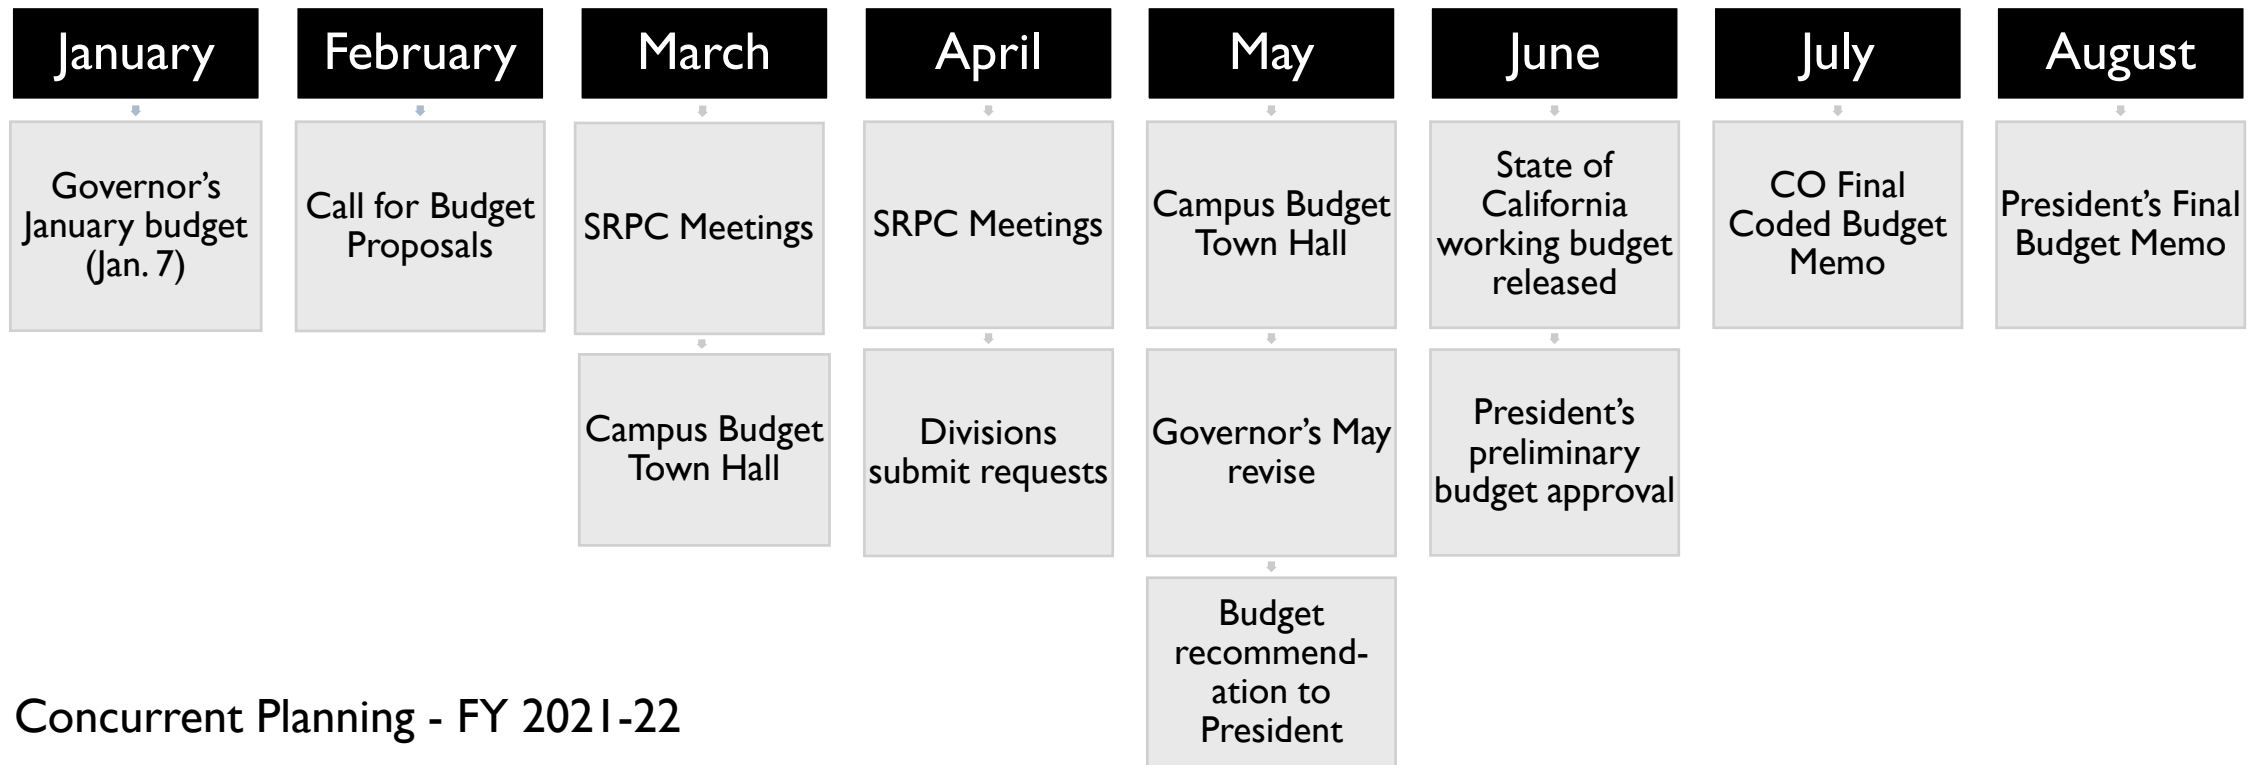 January
Governor's
January budget
(Jan. 7)
February
Call for Budget
Proposals
March
SRPC Meetings
Campus Budget
Town Hall
April
SRPC Meetings
Divisions
submit requests
May
Campus Budget
Town Hall
Governor's May
revise
Budget
recommend-
ation to
President
June
State of
California
working budget
released
President's
preliminary
budget approval
July
CO Final
Coded Budget
Memo
August
President's Final
Budget Memo
Concurrent Planning - FY 2021-22